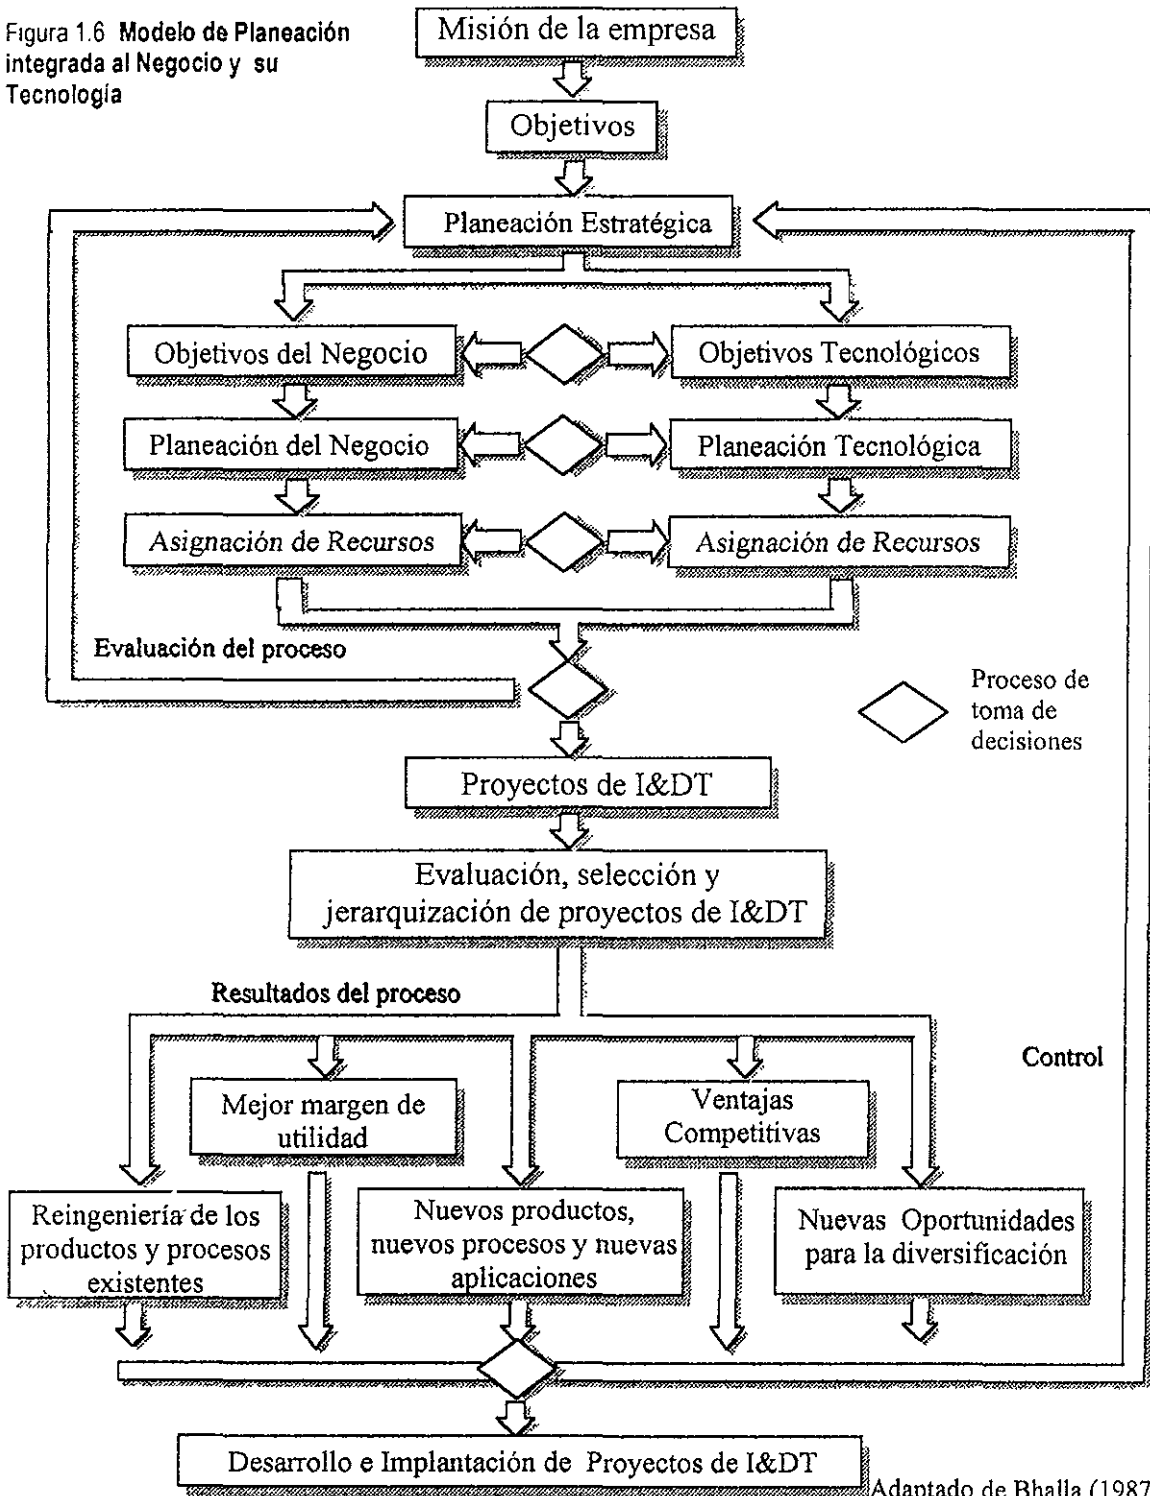 Figura 1.6 Modelo de Planeación
integrada al Negocio y su
Tecnología
Misión de la empresa
Objetivos
Planeación Estratégica
Objetivos del Negocio
Objetivos Tecnológicos
Planeación del Negocio
Planeación Tecnológica
Asignación de Recursos
Asignación de Recursos
Evaluación del proceso
Proceso de
toma de
decisiones
Proyectos de I&DT
Evaluación, selección y
jerarquización de proyectos de I&DT
Resultados del proceso
Control
Mejor margen de
utilidad
Ventajas
Competitivas
Reingeniería de los
productos y procesos
existentes
Nuevos productos,
nuevos procesos y nuevas
aplicaciones
Nuevas Oportunidades
para la diversificación
Desarrollo e Implantación de Proyectos de I&DT
Adaptado de Bhalla (1987